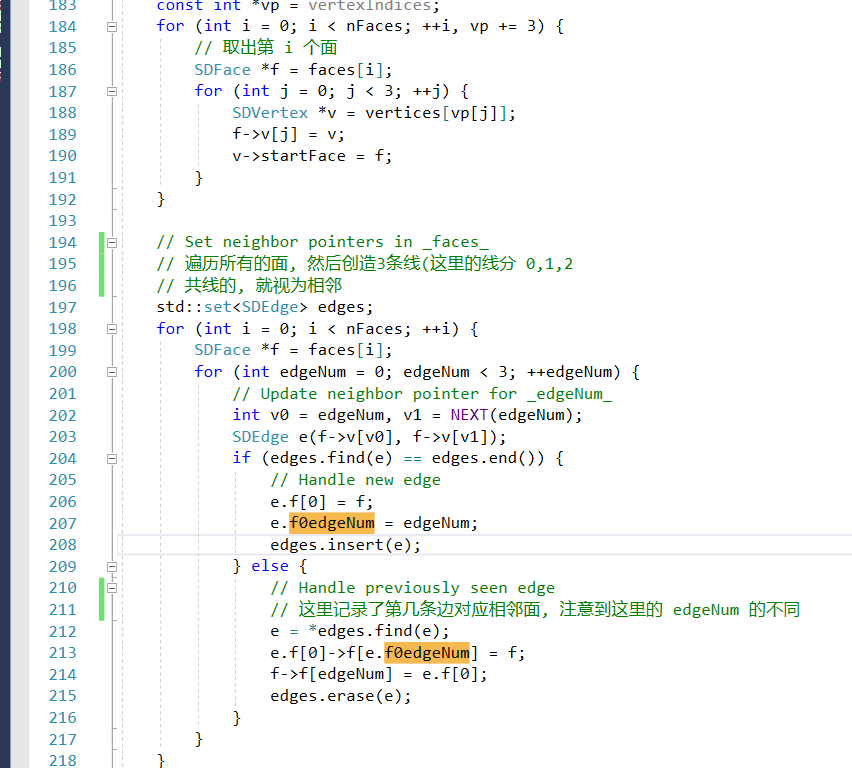 183 const int *vp = vertexIndices;
184 for (int i = 0; i < nFaces; ++i, vp += 3) {
185 // 取出第 i 个面
186 SDFace *f = faces[i];
187 for (int j = 0; j < 3; ++j) {
188 SDVertex *v = vertices[vp[j]];
189 f->v[j] = v;
190 v->startFace = f;
191 }
192 }
193
194 // Set neighbor pointers in _faces_
195 // 遍历所有的面, 然后创造3条线(这里的线分 0,1,2
196 // 共线的, 就视为相邻
197 std::set<SDEdge> edges;
198 for (int i = 0; i < nFaces; ++i) {
199 SDFace *f = faces[i];
200 for (int edgeNum = 0; edgeNum < 3; ++edgeNum) {
201 // Update neighbor pointer for _edgeNum_
202 int v0 = edgeNum, v1 = NEXT(edgeNum);
203 SDEdge e(f->v[v0], f->v[v1]);
204 if (edges.find(e) == edges.end()) {
205 // Handle new edge
206 e.f[0] = f;
207 e.f0edgeNum = edgeNum;
208 edges.insert(e);
209 } else {
210 // Handle previously seen edge
211 // 这里记录了第几条边对应相邻面, 注意到这里的 edgeNum 的不同
212 e = *edges.find(e);
213 e.f[0]->f[e.f0edgeNum] = f;
214 f->f[edgeNum] = e.f[0];
215 edges.erase(e);
216 }
217 }
218 }